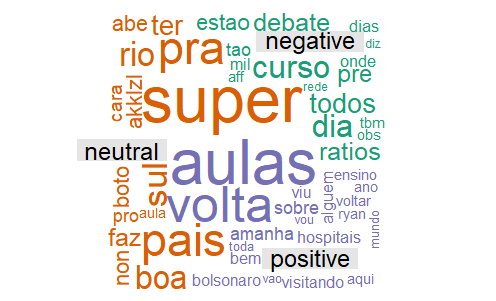 abe ter estao debate dias
negative diz
rio pra tao mil curso onde
aff rede pre
cara akklzl super todos
dia tbm obs
neutral aulas ratios
sul ensino
boto volta viu alguem ano
pro aula sobre vou voltar ryan
faz pais amanha hospitais mundo
non toda bem positive
boa bolsonaro vao visitando aqui